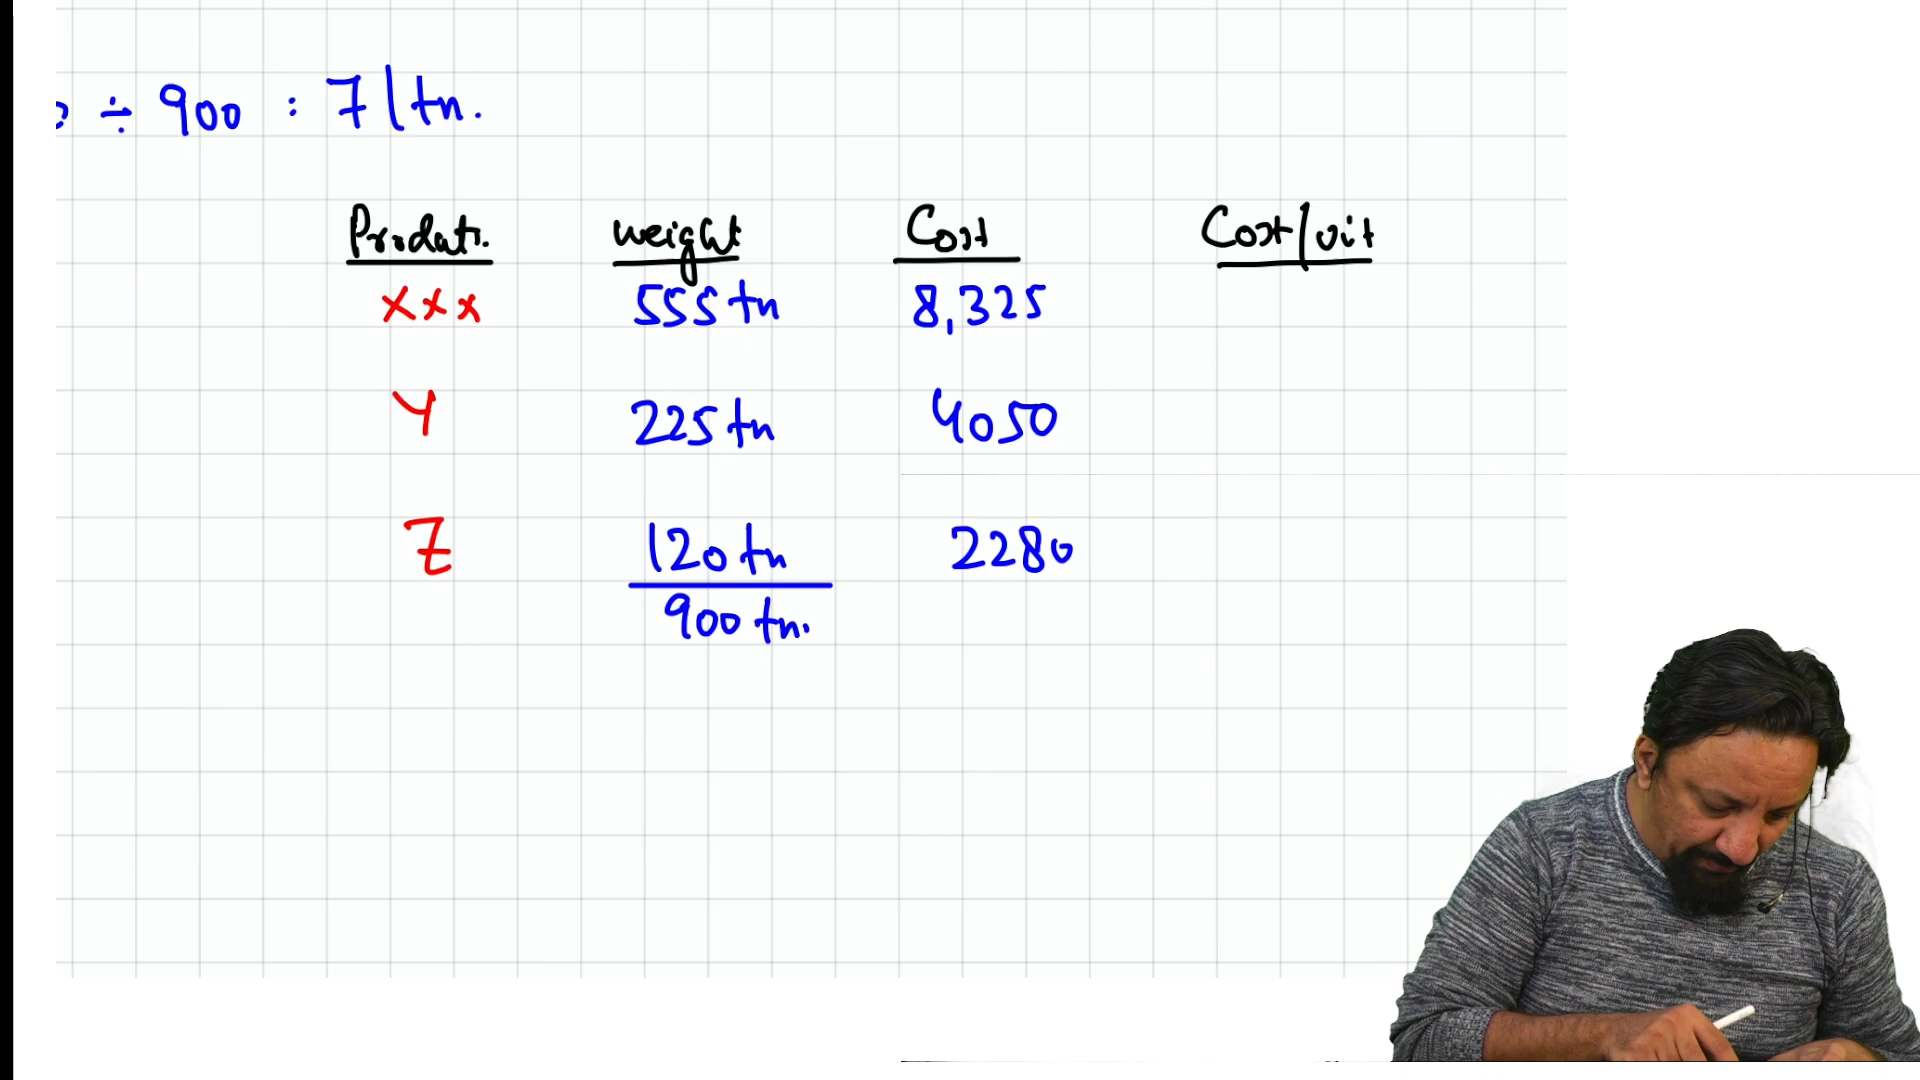 ÷ 900 : 7/tn.
Products. weight Cost Cost/unit
xxx 555 tn 8,325
Y 225 tn 4050
Z 120 tn 2280
900 tn.